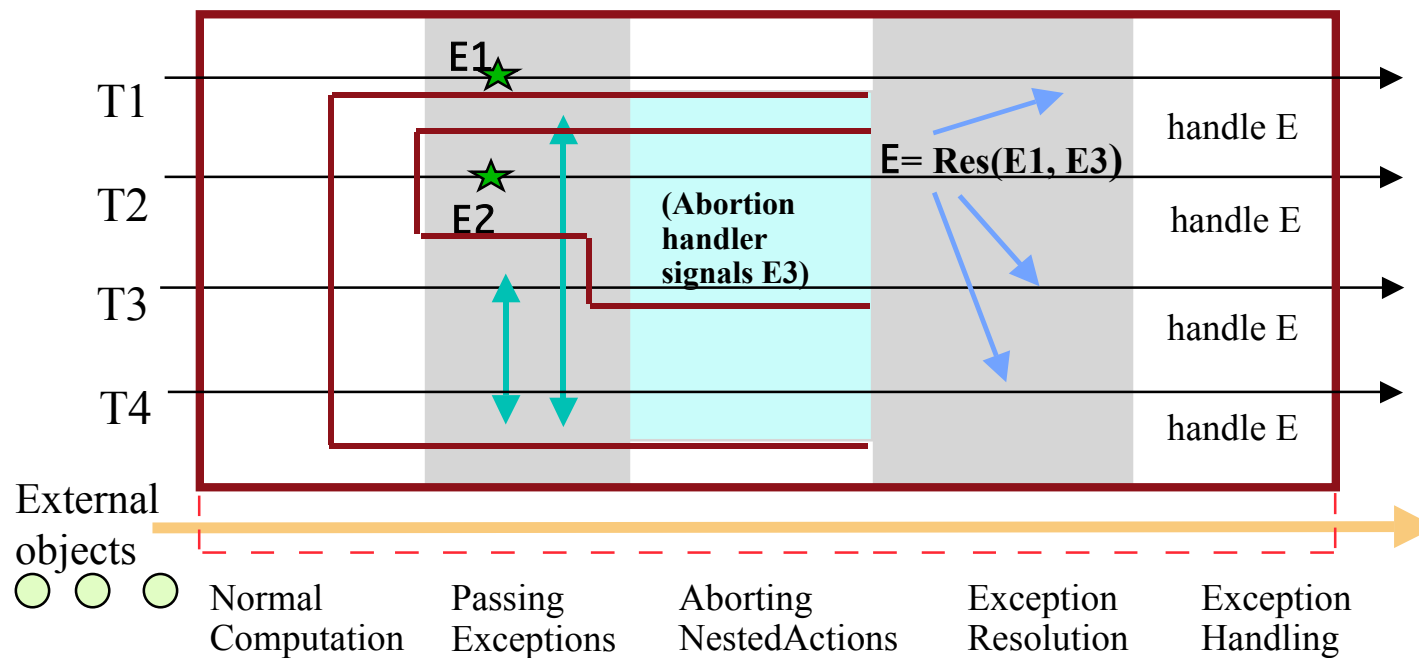 E1
T1
handle E
E= Res(E1, E3)
T2
E2
(Abortion
handler
signals E3)
handle E
T3
handle E
T4
handle E
External
objects
Normal
Computation
Passing
Exceptions
Aborting
NestedActions
Exception
Resolution
Exception
Handling